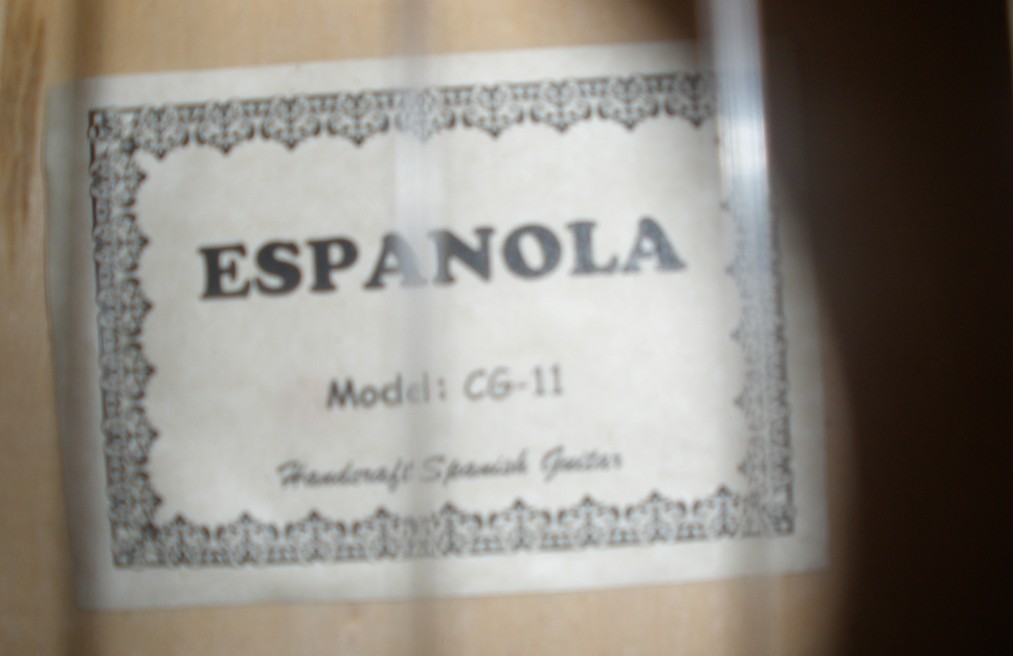 ESPANOLA
Model: CG-11
Handcraft Spanish Guitar